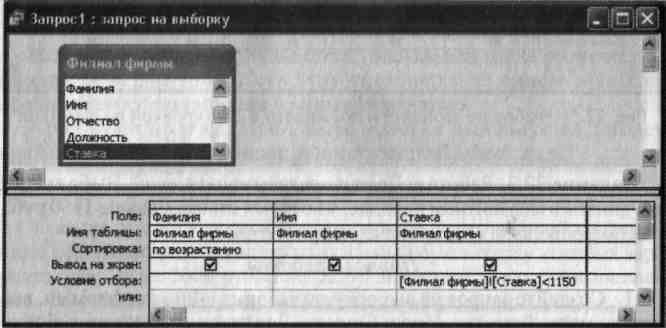 Запрос1 : запрос на выборку
Филиал фирмы
Фамилия
Имя
Отчество
Должность
Ставка
Поле: Фамилия Имя Ставка
Имя таблицы: Филиал фирмы Филиал фирмы Филиал фирмы
Сортировка: по возрастанию
Вывод на экран:
Условие отбора: [Филиал фирмы]![Ставка]<1150
или: